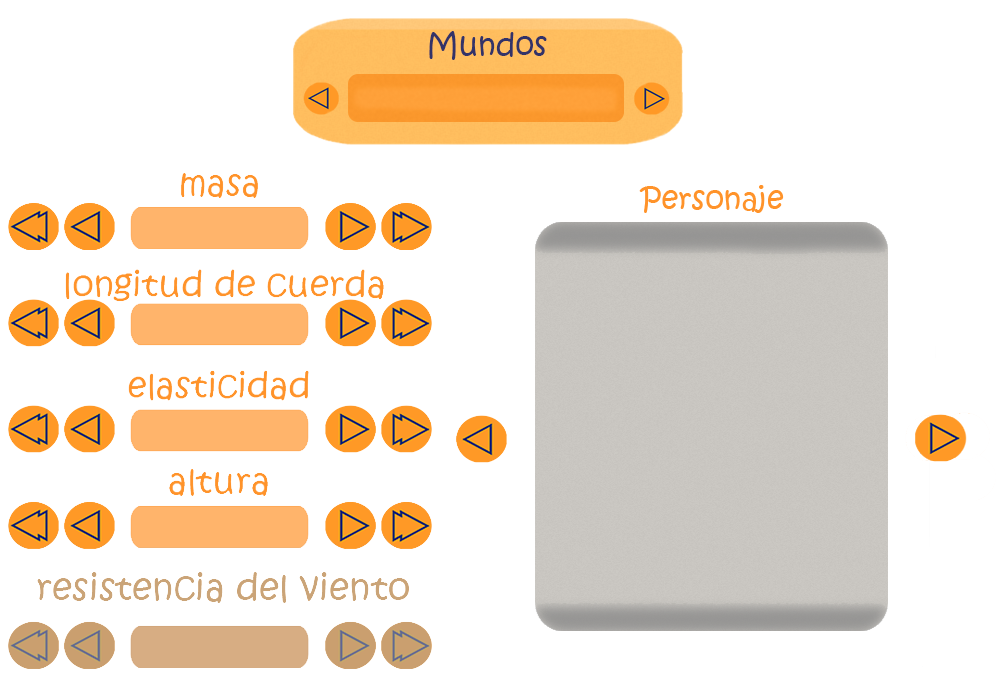 Mundos
masa
longitud de cuerda
elasticidad
altura
resistencia del viento
Personaje